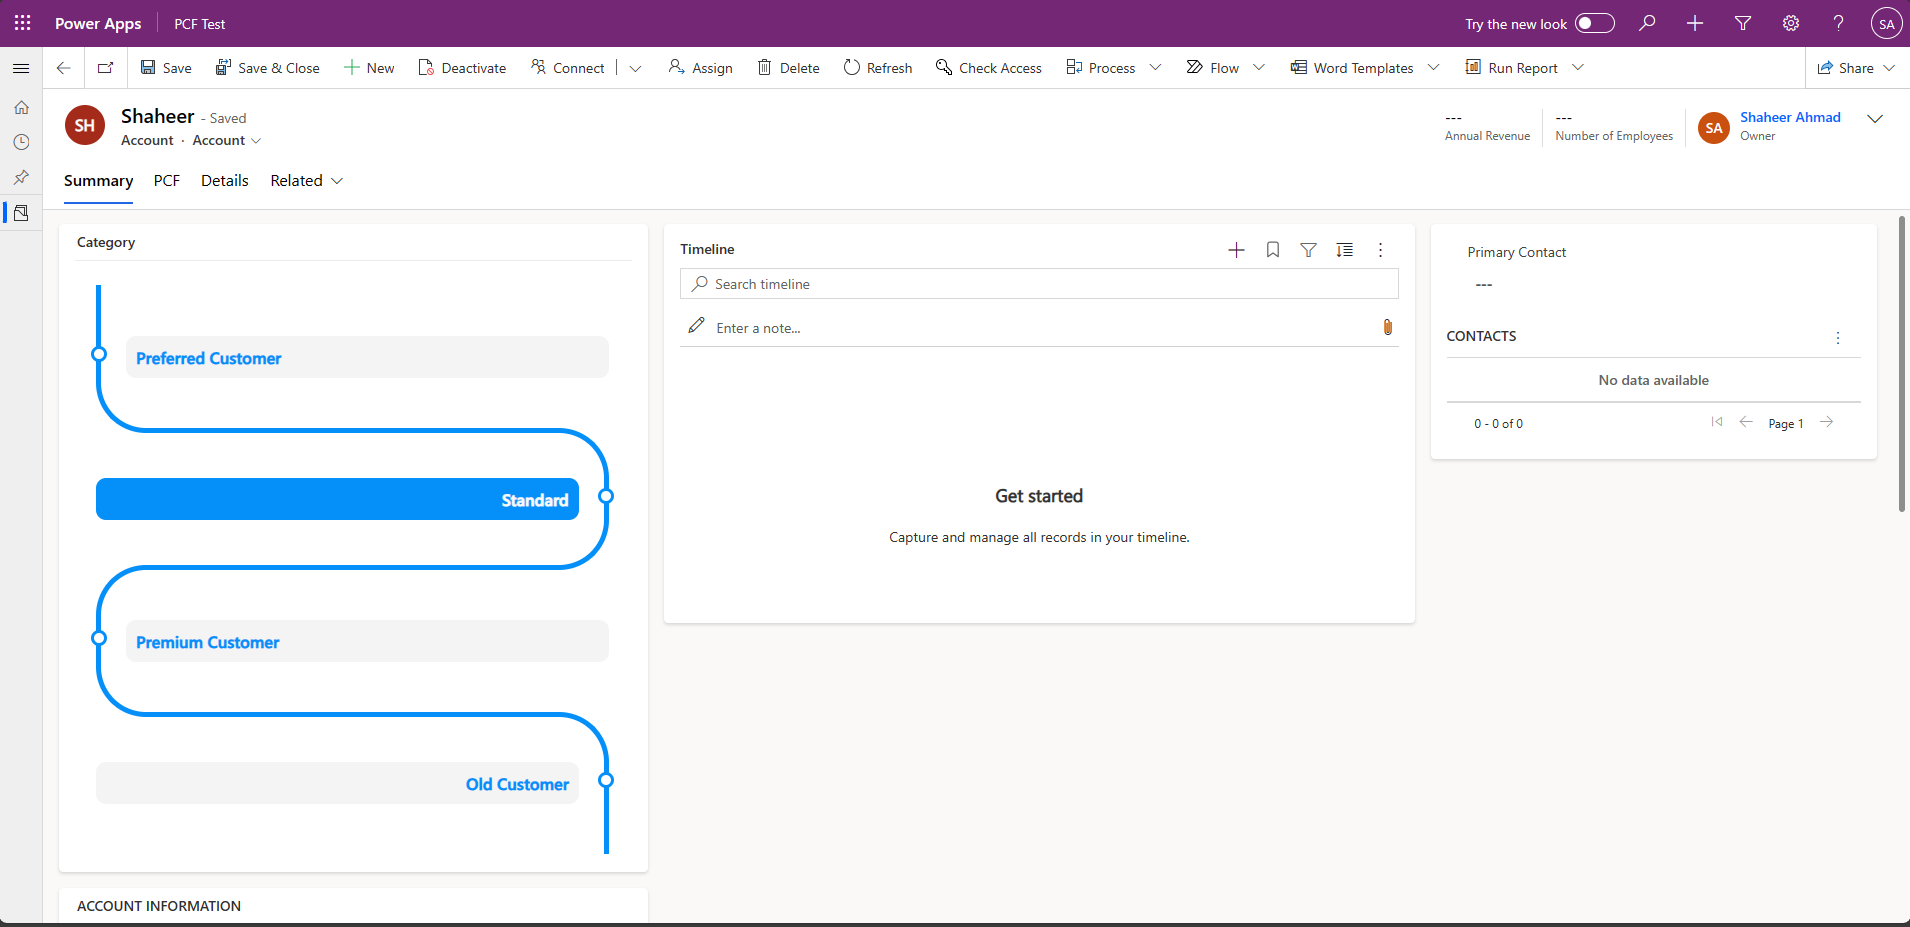 Power Apps
PCF Test
Try the new look
SA
Save
Save & Close
New
Deactivate
Connect
Assign
Delete
Refresh
Check Access
Process
Flow
Word Templates
Run Report
Share
SH
Shaheer - Saved
Account · Account
---
Annual Revenue
---
Number of Employees
SA
Shaheer Ahmad
Owner
Summary
PCF
Details
Related
Category
Preferred Customer
Standard
Premium Customer
Old Customer
ACCOUNT INFORMATION
Timeline
Search timeline
Enter a note...
Get started
Capture and manage all records in your timeline.
Primary Contact
---
CONTACTS
No data available
0 - 0 of 0
Page 1